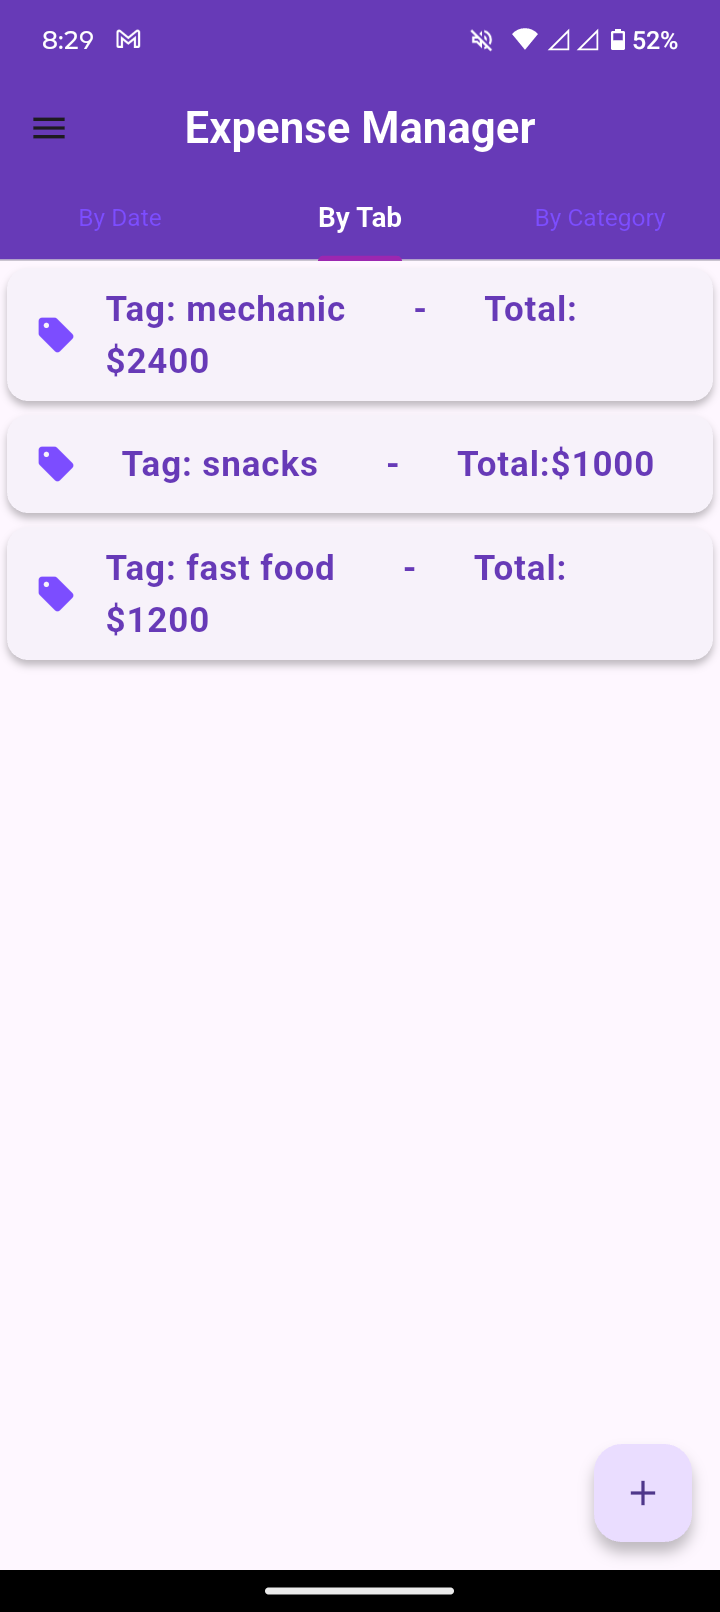 8:29 52%
Expense Manager
By Date By Tab By Category
Tag: mechanic - Total:
$2400
Tag: snacks - Total:$1000
Tag: fast food - Total:
$1200